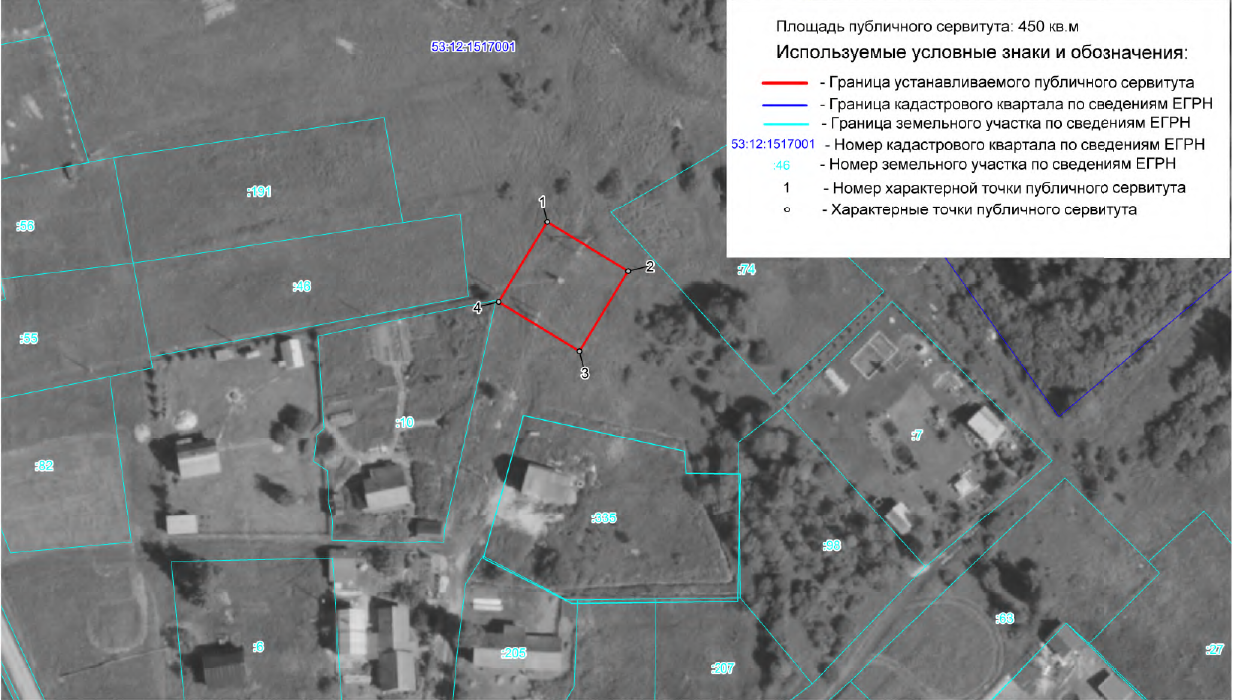 Площадь публичного сервитута: 450 кв.м
Используемые условные знаки и обозначения:
- Граница устанавливаемого публичного сервитута
- Граница кадастрового квартала по сведениям ЕГРН
- Граница земельного участка по сведениям ЕГРН
53:12:1517001 - Номер кадастрового квартала по сведениям ЕГРН
:46 - Номер земельного участка по сведениям ЕГРН
1 - Номер характерной точки публичного сервитута
- Характерные точки публичного сервитута
53:12:1517001
:191
1
:56
2
:74
:46
4
:55
3
:10
:7
:82
:335
:98
:63
:6
:205
:207
:27